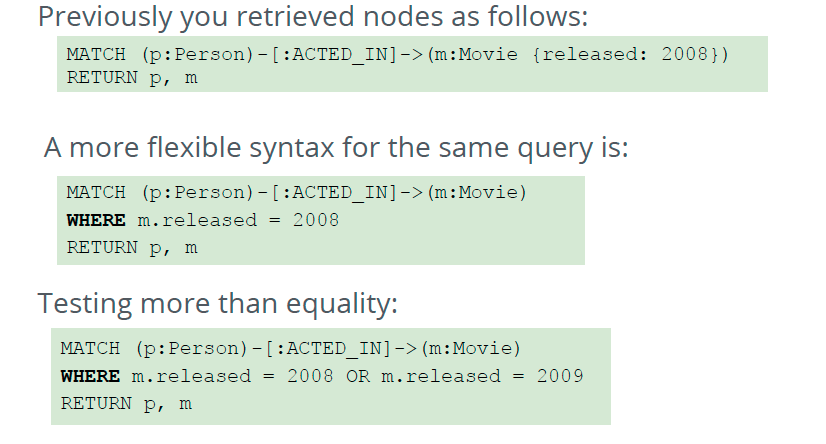 Previously you retrieved nodes as follows:
MATCH (p:Person)-[:ACTED_IN]->(m:Movie {released: 2008})
RETURN p, m
A more flexible syntax for the same query is:
MATCH (p:Person)-[:ACTED_IN]->(m:Movie)
WHERE m.released = 2008
RETURN p, m
Testing more than equality:
MATCH (p:Person)-[:ACTED_IN]->(m:Movie)
WHERE m.released = 2008 OR m.released = 2009
RETURN p, m